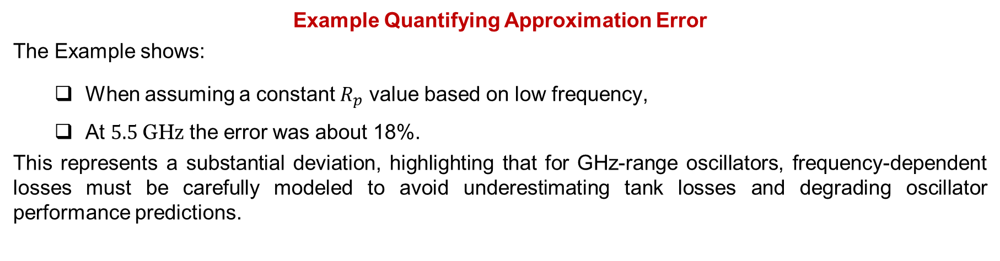 Example Quantifying Approximation Error
The Example shows:
❑ When assuming a constant R_p value based on low frequency,
❑ At 5.5 GHz the error was about 18%.
This represents a substantial deviation, highlighting that for GHz-range oscillators, frequency-dependent
losses must be carefully modeled to avoid underestimating tank losses and degrading oscillator
performance predictions.